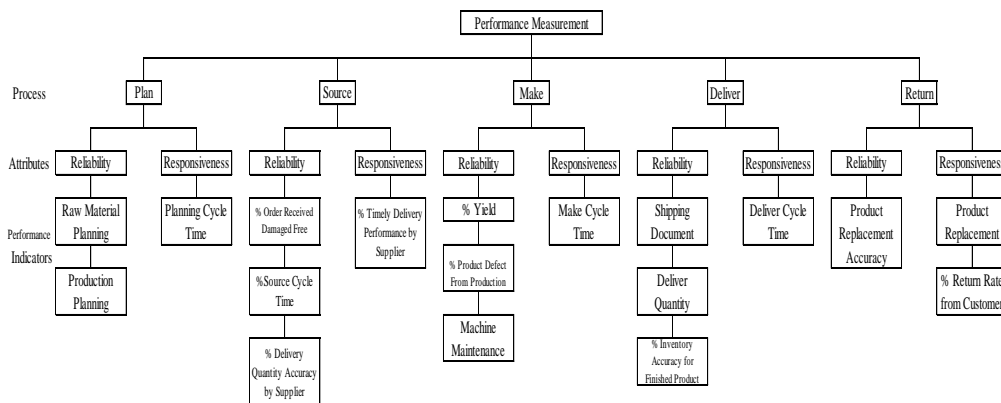 Performance Measurement
Process
Plan
Source
Make
Deliver
Return
Attributes
Reliability
Responsiveness
Reliability
Responsiveness
Reliability
Responsiveness
Reliability
Responsiveness
Reliability
Responsiveness
Performance
Indicators
Raw Material
Planning
Production
Planning
Planning Cycle
Time
% Order Received
Damaged Free
%Source Cycle
Time
% Delivery
Quantity Accuracy
by Supplier
% Timely Delivery
Performance by
Supplier
% Yield
% Product Defect
From Production
Machine
Maintenance
Make Cycle
Time
Shipping
Document
Deliver
Quantity
% Inventory
Accuracy for
Finished Product
Deliver Cycle
Time
Product
Replacement
Accuracy
Product
Replacement
% Return Rate
from Customer